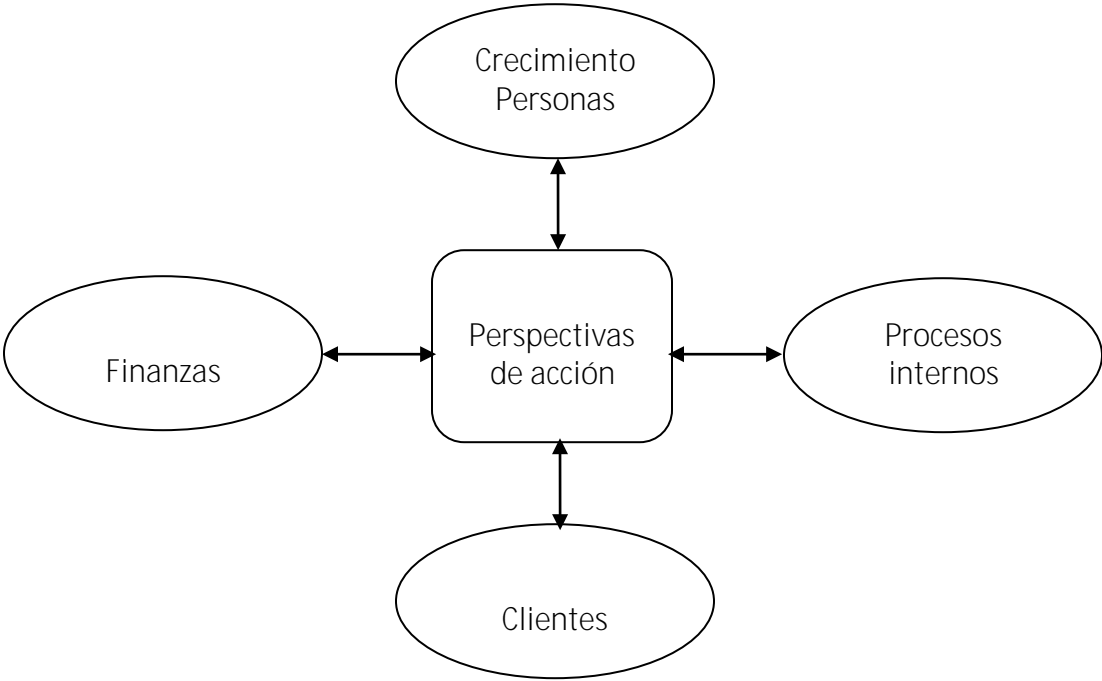 Crecimiento
Personas
Finanzas
Perspectivas
de acción
Procesos
internos
Clientes